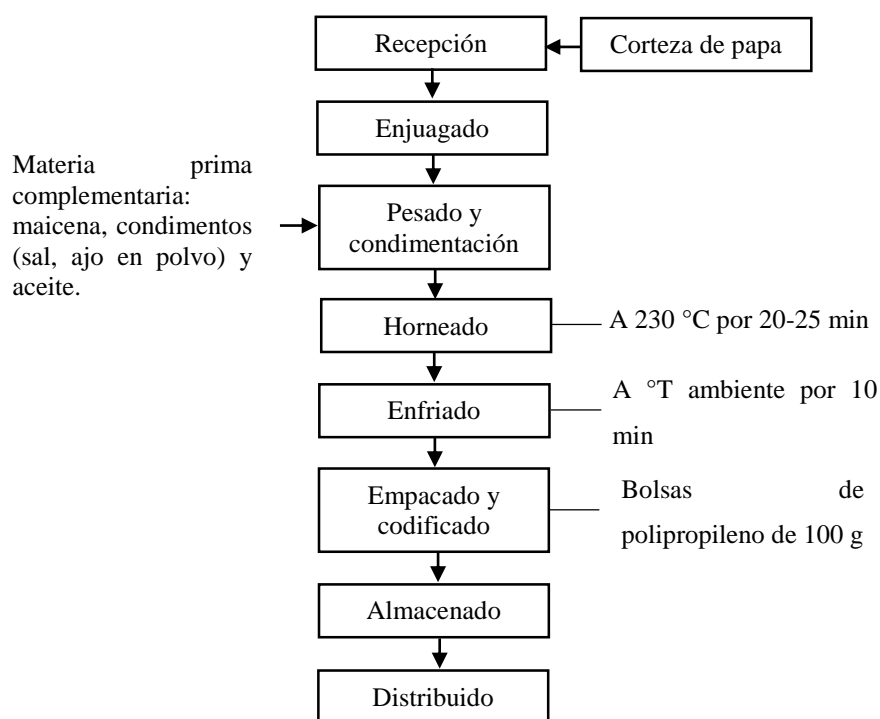 Recepción
Corteza de papa
Enjuagado
Materia prima
complementaria:
maicena, condimentos
(sal, ajo en polvo) y
aceite.
Pesado y
condimentación
Horneado
A 230 °C por 20-25 min
Enfriado
A °T ambiente por 10
min
Empacado y
codificado
Bolsas de
polipropileno de 100 g
Almacenado
Distribuido